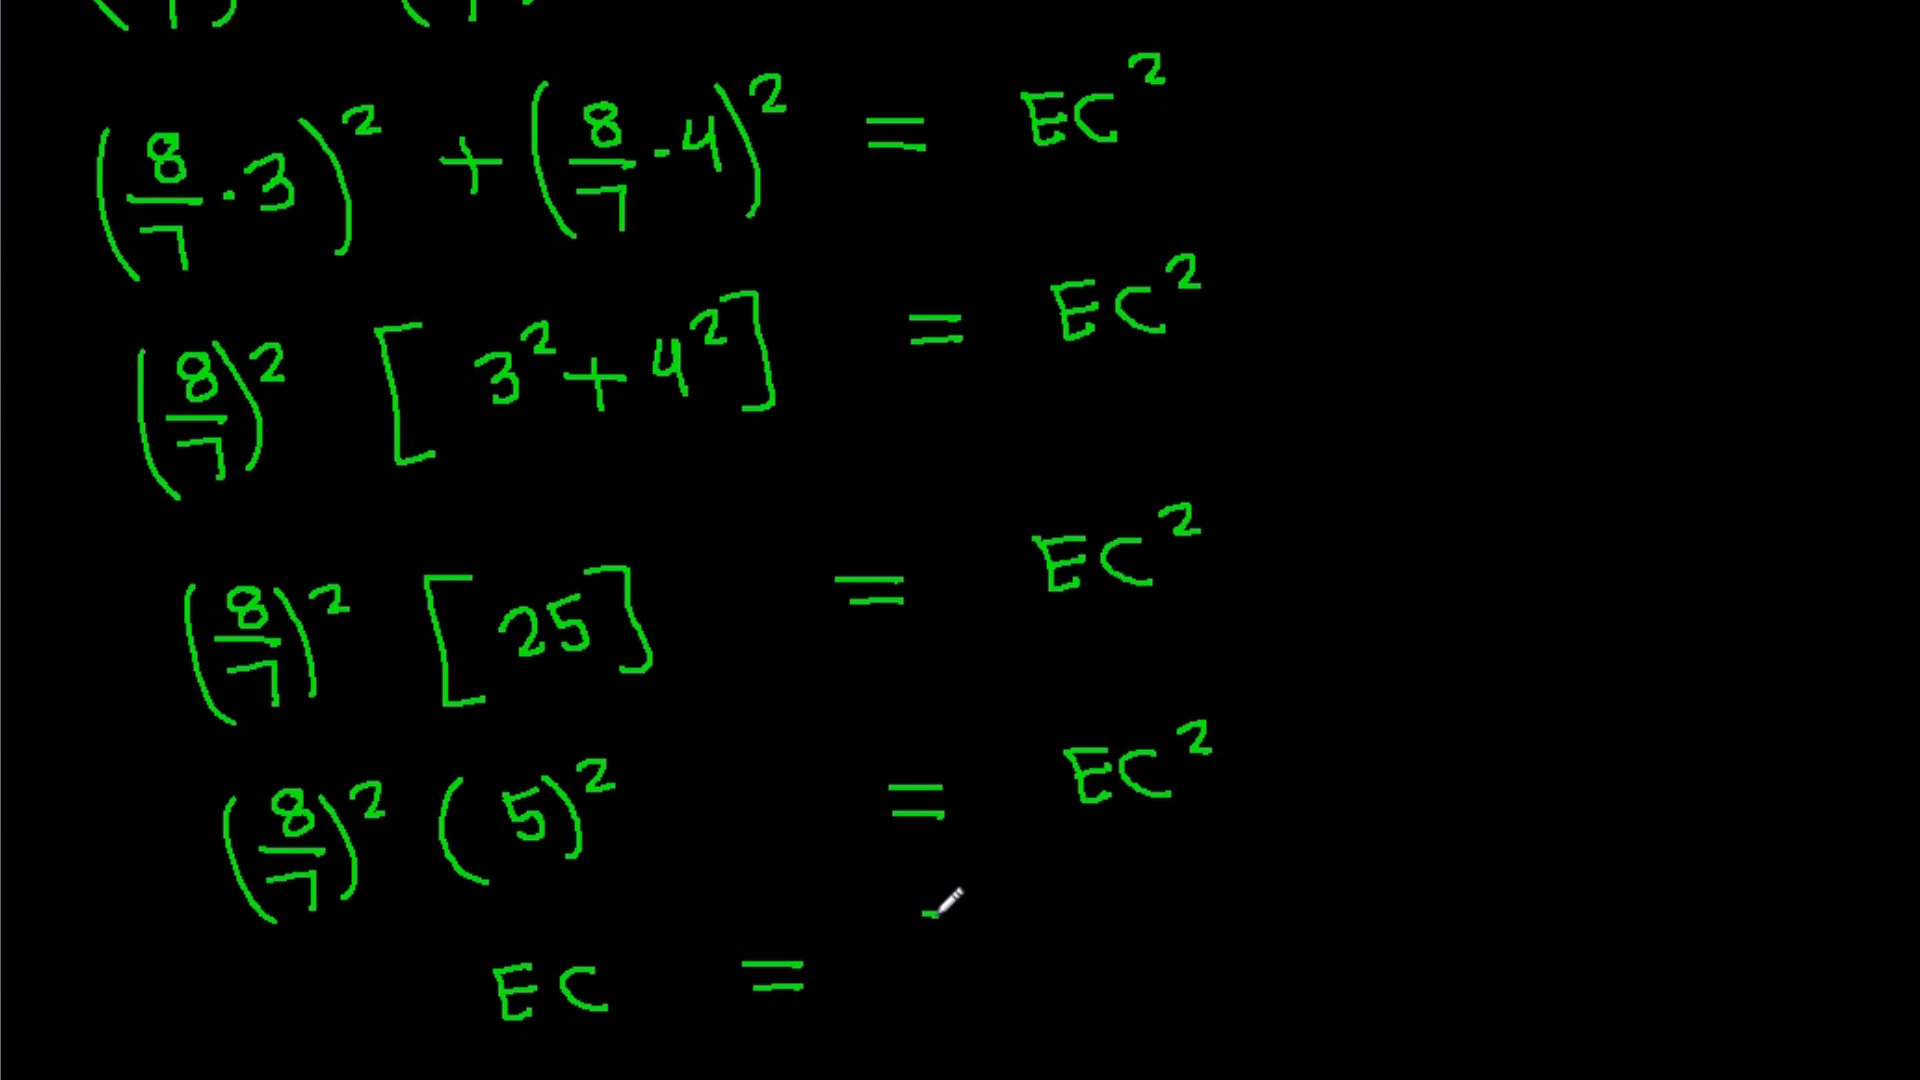 (8/7 · 3)² + (8/7 · 4)² = EC²
(8/7)² [3² + 4²] = EC²
(8/7)² [25] = EC²
(8/7)² (5)² = EC²
EC =